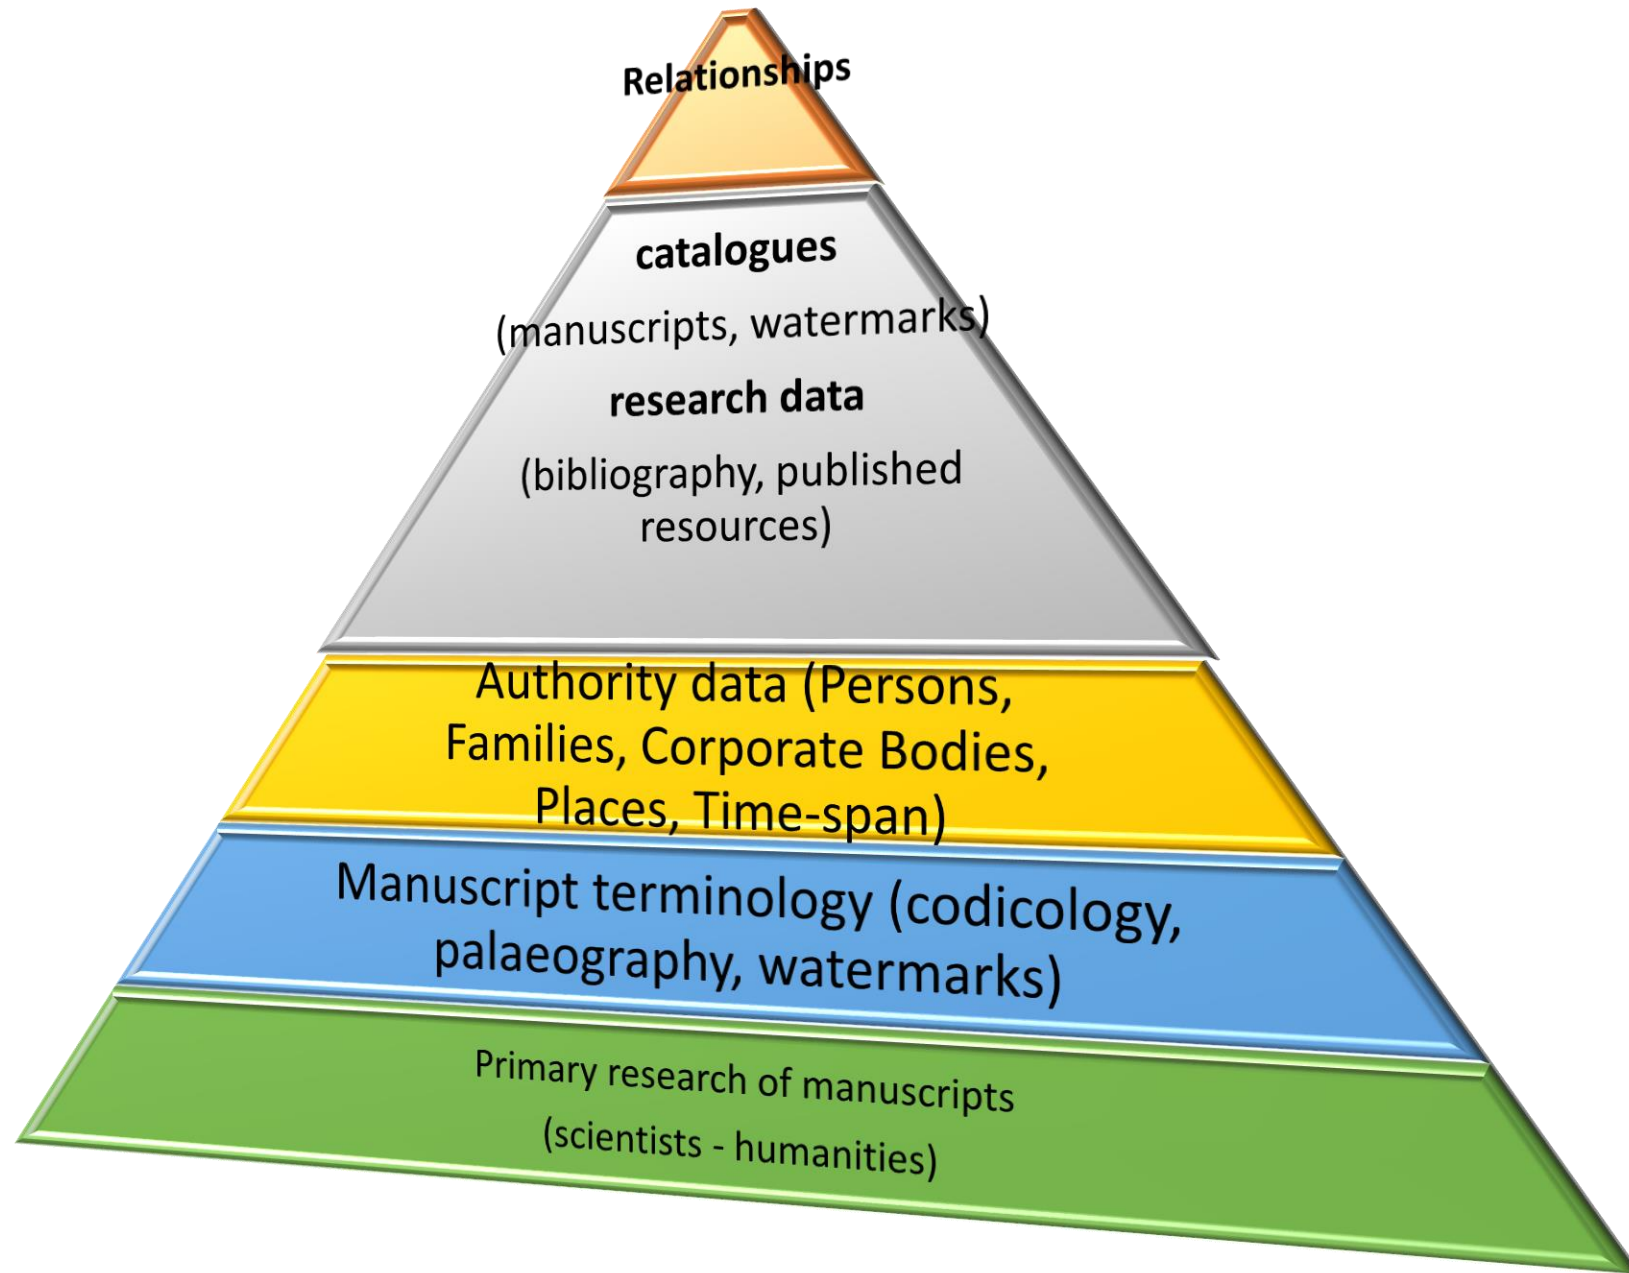 Relationships
catalogues
(manuscripts, watermarks)
research data
(bibliography, published
resources)
Authority data (Persons,
Families, Corporate Bodies,
Places, Time-span)
Manuscript terminology (codicology,
palaeography, watermarks)
Primary research of manuscripts
(scientists - humanities)